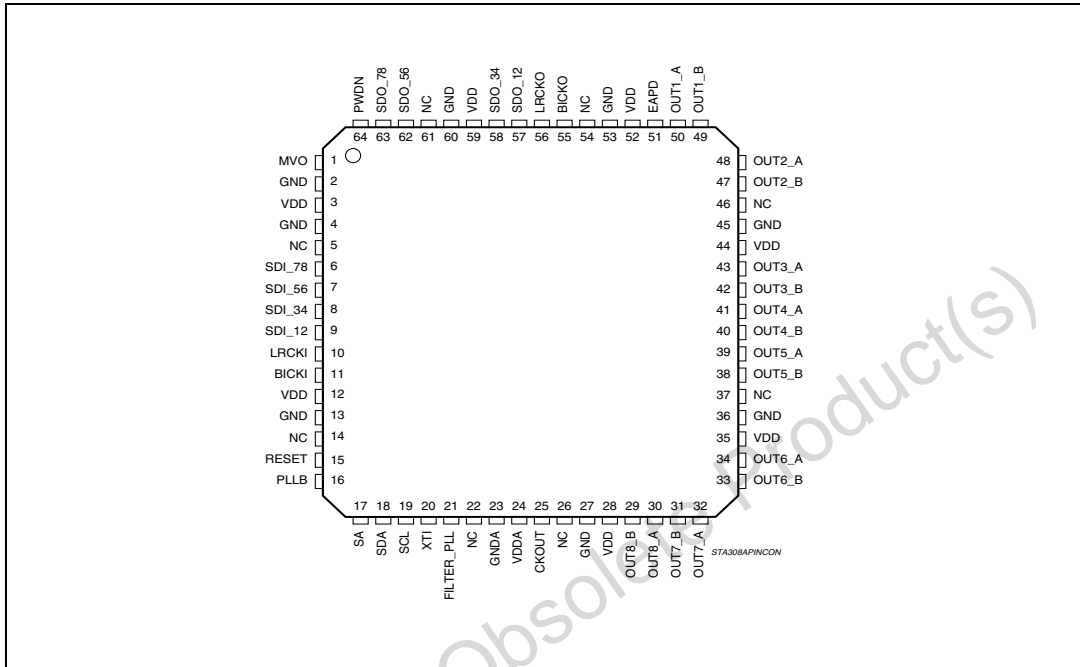 PWDN
SDO_78
SDO_56
NC
GND
VDD
SDO_34
SDO_12
LRCKO
BICKO
NC
GND
VDD
EAPD
OUT1_A
OUT1_B
64 63 62 61 60 59 58 57 56 55 54 53 52 51 50 49
MVO 1
GND 2
VDD 3
GND 4
NC 5
SDI_78 6
SDI_56 7
SDI_34 8
SDI_12 9
LRCKI 10
BICKI 11
VDD 12
GND 13
NC 14
RESET 15
PLLB 16
48 OUT2_A
47 OUT2_B
46 NC
45 GND
44 VDD
43 OUT3_A
42 OUT3_B
41 OUT4_A
40 OUT4_B
39 OUT5_A
38 OUT5_B
37 NC
36 GND
35 VDD
34 OUT6_A
33 OUT6_B
17 18 19 20 21 22 23 24 25 26 27 28 29 30 31 32
SA
SDA
SCL
XTI
FILTER_PLL
NC
GNDA
VDDA
CKOUT
NC
GND
VDD
OUT8_B
OUT8_A
OUT7_B
OUT7_A
STA308APINCON
Obsolete Product(s)